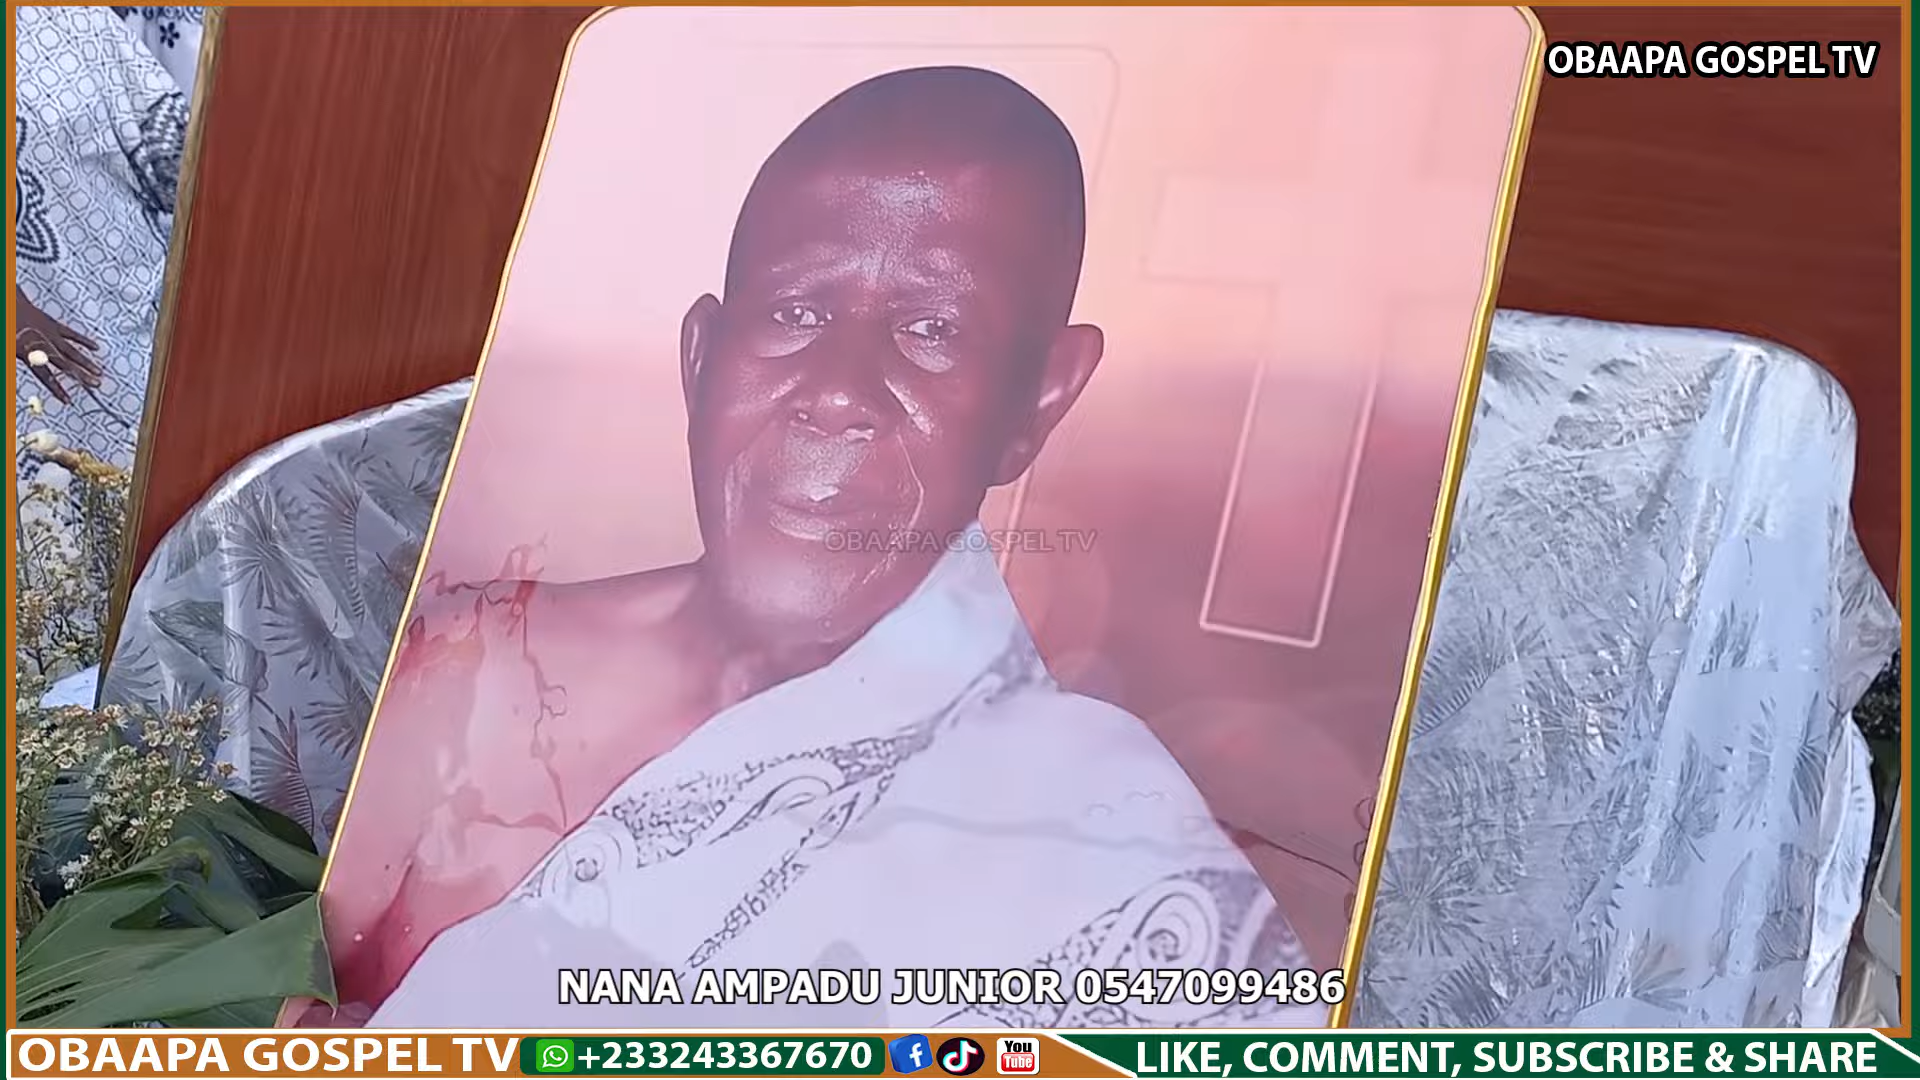 OBAAPA GOSPEL TV
OBAAPA GOSPEL TV
NANA AMPADU JUNIOR 0547099486
OBAAPA GOSPEL TV +233243367670 You Tube LIKE, COMMENT, SUBSCRIBE & SHARE